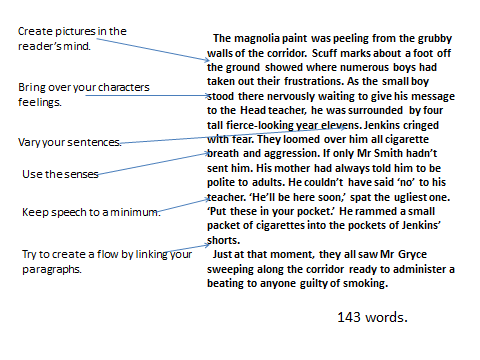 Create pictures in the
reader's mind.
Bring over your characters
feelings.
Vary your sentences.
Use the senses
Keep speech to a minimum.
Try to create a flow by linking your
paragraphs.
The magnolia paint was peeling from the grubby
walls of the corridor.  Scuff marks about a foot off
the ground showed where numerous boys had
taken out their frustrations. As the small boy
stood there nervously waiting to give his message
to the Head teacher, he was surrounded by four
tall fierce-looking year elevens. Jenkins cringed
with fear. They loomed over him all cigarette
breath and aggression. If only Mr Smith hadn't
sent him. His mother had always told him to be
polite to adults. He couldn't have said 'no' to his
teacher. 'He'll be here soon,' spat the ugliest one.
'Put these in your pocket.' He rammed a small
packet of cigarettes into the pockets of Jenkins'
shorts.
Just at that moment, they all saw Mr Gryce
sweeping along the corridor ready to administer a
beating to anyone guilty of smoking.
143 words.